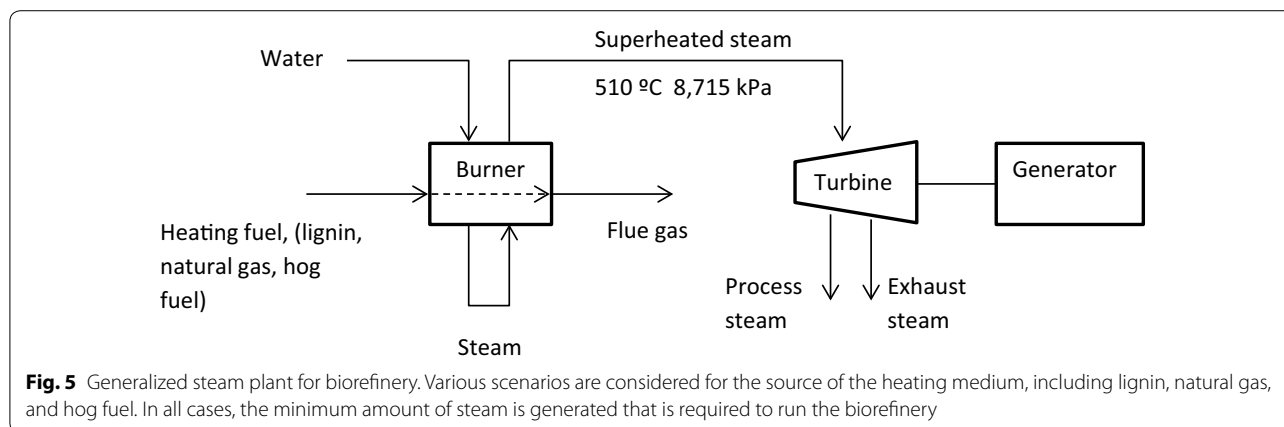 Superheated steam
Water
510 ºC 8,715 kPa
Burner
Turbine
Generator
Heating fuel, (lignin,
natural gas, hog
fuel)
Flue gas
Process
steam
Exhaust
steam
Steam
Fig. 5 Generalized steam plant for biorefinery. Various scenarios are considered for the source of the heating medium, including lignin, natural gas,
and hog fuel. In all cases, the minimum amount of steam is generated that is required to run the biorefinery